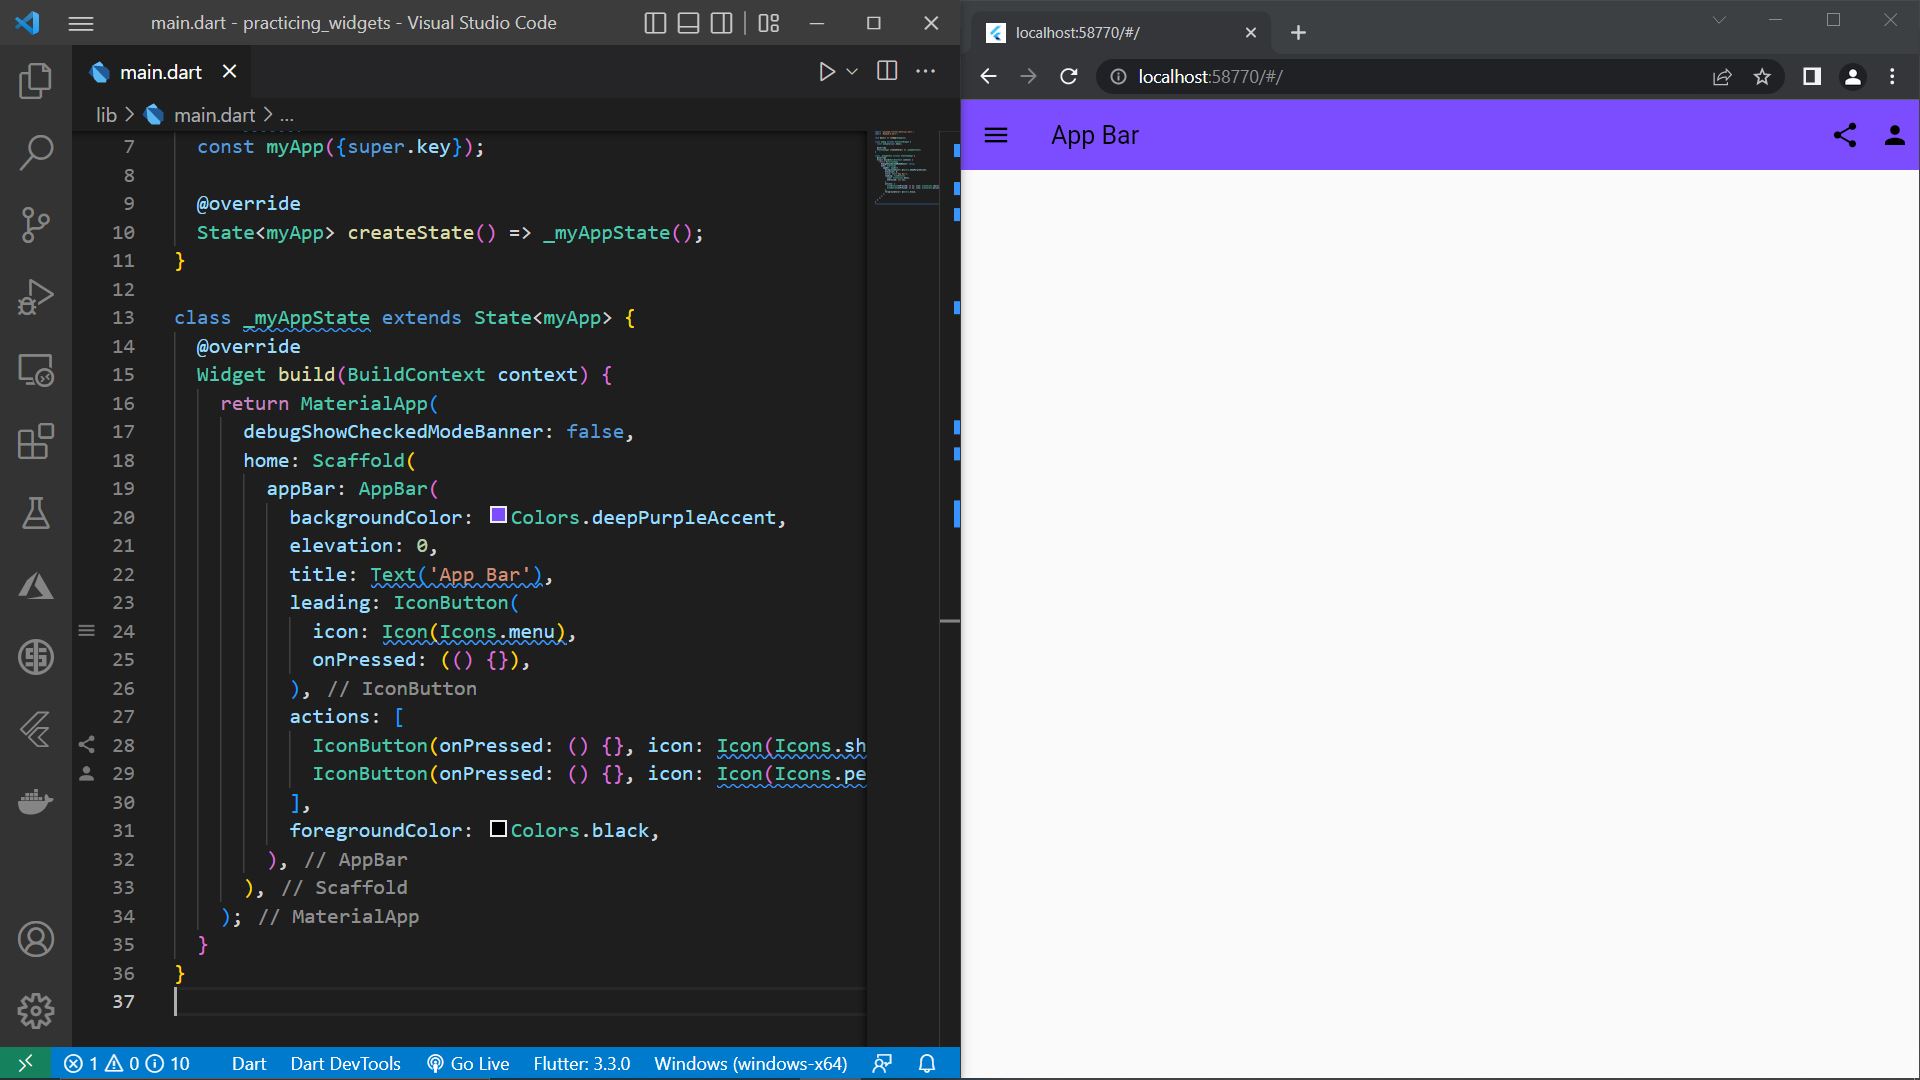 main.dart - practicing_widgets - Visual Studio Code
main.dart
lib > main.dart > ...
7 const myApp({super.key});
8
9 @override
10 State<myApp> createState() => _myAppState();
11 }
12
13 class _myAppState extends State<myApp> {
14 @override
15 Widget build(BuildContext context) {
16 return MaterialApp(
17 debugShowCheckedModeBanner: false,
18 home: Scaffold(
19 appBar: AppBar(
20 backgroundColor: Colors.deepPurpleAccent,
21 elevation: 0,
22 title: Text('App Bar'),
23 leading: IconButton(
24 icon: Icon(Icons.menu),
25 onPressed: (() {}),
26 ), // IconButton
27 actions: [
28 IconButton(onPressed: () {}, icon: Icon(Icons.sh
29 IconButton(onPressed: () {}, icon: Icon(Icons.pe
30 ],
31 foregroundColor: Colors.black,
32 ), // AppBar
33 ), // Scaffold
34 ); // MaterialApp
35 }
36 }
37
1 0 10 Dart Dart DevTools Go Live Flutter: 3.3.0 Windows (windows-x64)
localhost:58770/#/
localhost:58770/#/
App Bar